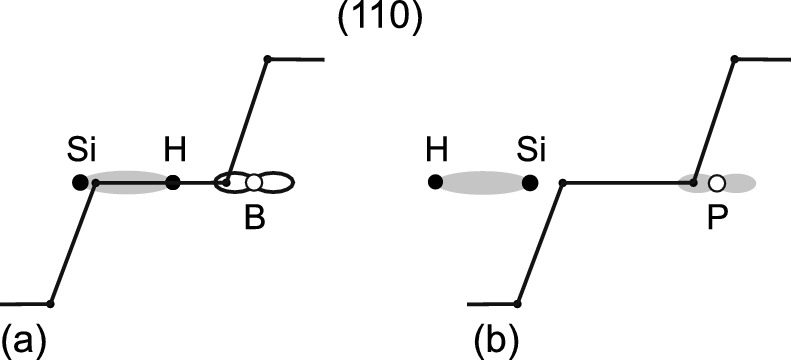 (110)
Si H B
H Si P
(a) (b)